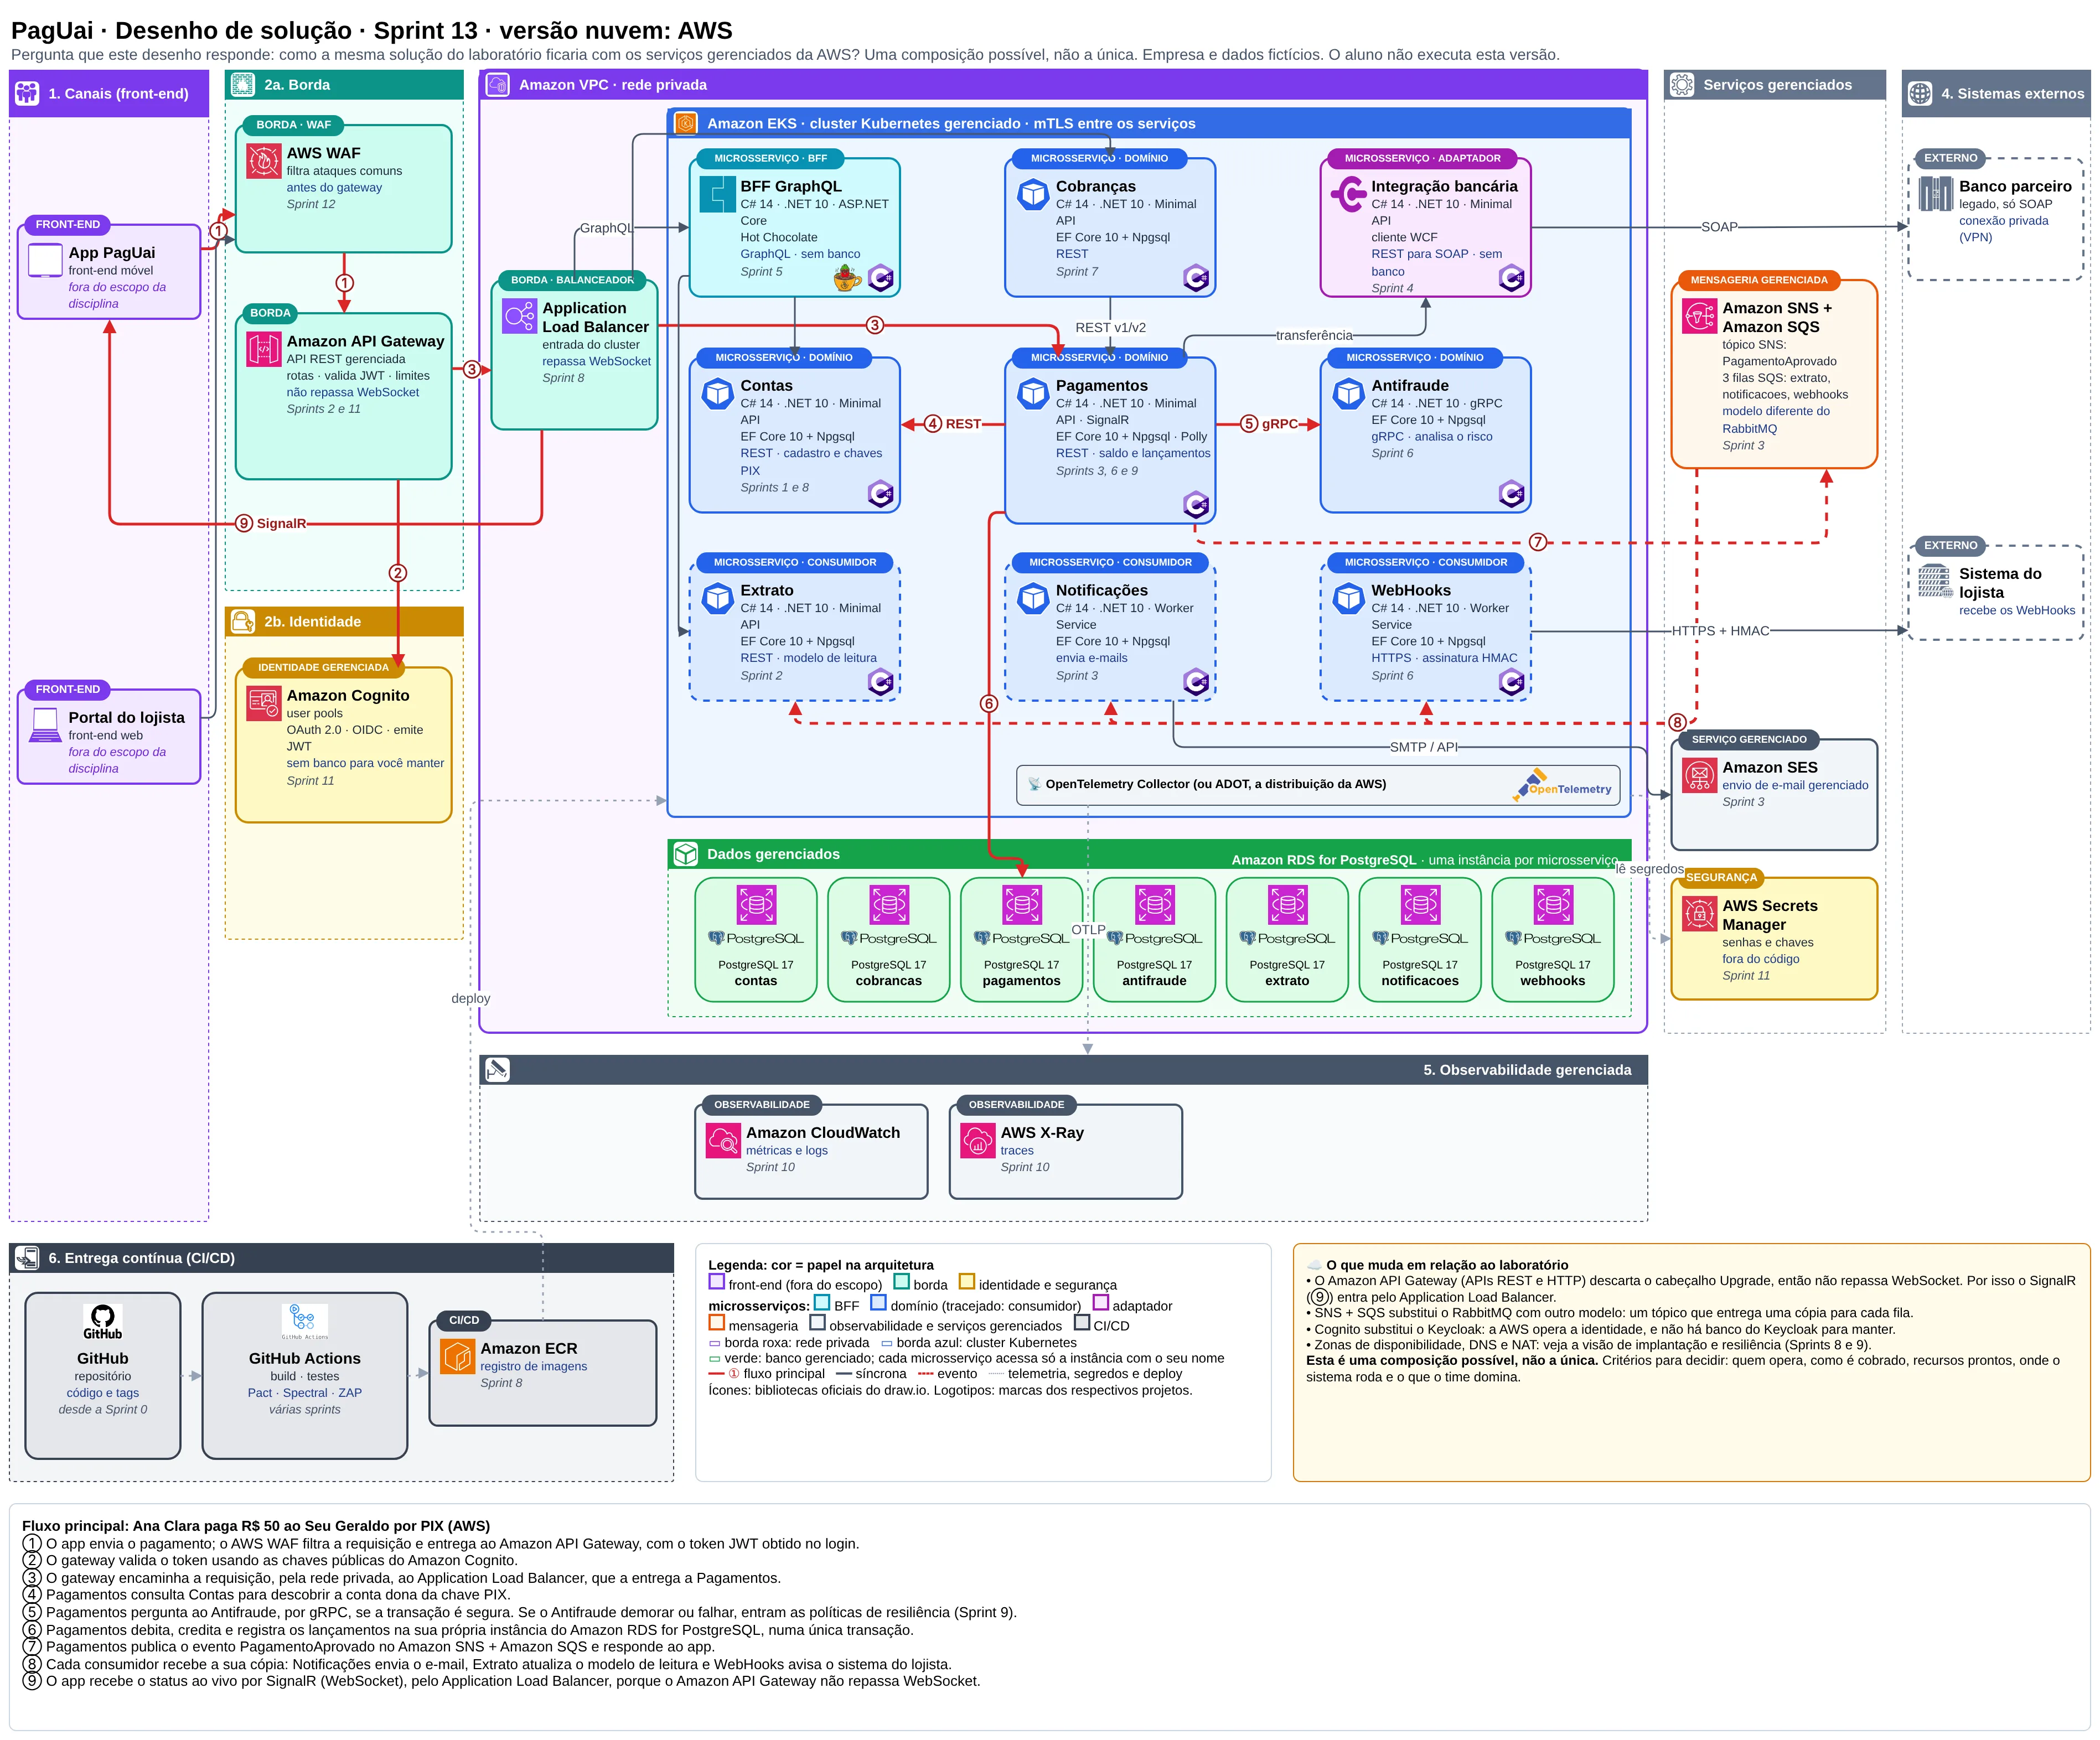 PagUai · Desenho de solução · Sprint 13 · versão nuvem: AWS
Pergunta que este desenho responde: como a mesma solução do laboratório ficaria com os serviços gerenciados da AWS? Uma composição possível, não a única. Empresa e dados fictícios. O aluno não executa esta versão.
1. Canais (front-end)
FRONT-END
App PagUai
front-end móvel
fora do escopo da
disciplina
FRONT-END
Portal do lojista
front-end web
fora do escopo da
disciplina
2a. Borda
BORDA · WAF
AWS WAF
filtra ataques comuns
antes do gateway
Sprint 12
①
①
BORDA
Amazon API Gateway
API REST gerenciada
rotas · valida JWT · limites
não repassa WebSocket
Sprints 2 e 11
③
⑨ SignalR
②
2b. Identidade
IDENTIDADE GERENCIADA
Amazon Cognito
user pools
OAuth 2.0 · OIDC · emite
JWT
sem banco para você manter
Sprint 11
Amazon VPC · rede privada
BORDA · BALANCEADOR
Application
Load Balancer
entrada do cluster
repassa WebSocket
Sprint 8
GraphQL
Amazon EKS · cluster Kubernetes gerenciado · mTLS entre os serviços
MICROSSERVIÇO · BFF
BFF GraphQL
C# 14 · .NET 10 · ASP.NET
Core
Hot Chocolate
GraphQL · sem banco
Sprint 5
MICROSSERVIÇO · DOMÍNIO
Cobranças
C# 14 · .NET 10 · Minimal
API
EF Core 10 + Npgsql
REST
Sprint 7
MICROSSERVIÇO · ADAPTADOR
Integração bancária
C# 14 · .NET 10 · Minimal
API
cliente WCF
REST para SOAP · sem
banco
Sprint 4
③
REST v1/v2
transferência
MICROSSERVIÇO · DOMÍNIO
Contas
C# 14 · .NET 10 · Minimal
API
EF Core 10 + Npgsql
REST · cadastro e chaves
PIX
Sprints 1 e 8
④ REST
MICROSSERVIÇO · DOMÍNIO
Pagamentos
C# 14 · .NET 10 · Minimal
API · SignalR
EF Core 10 + Npgsql · Polly
REST · saldo e lançamentos
Sprints 3, 6 e 9
⑤ gRPC
MICROSSERVIÇO · DOMÍNIO
Antifraude
C# 14 · .NET 10 · gRPC
EF Core 10 + Npgsql
gRPC · analisa o risco
Sprint 6
⑦
MICROSSERVIÇO · CONSUMIDOR
Extrato
C# 14 · .NET 10 · Minimal
API
EF Core 10 + Npgsql
REST · modelo de leitura
Sprint 2
⑥
MICROSSERVIÇO · CONSUMIDOR
Notificações
C# 14 · .NET 10 · Worker
Service
EF Core 10 + Npgsql
envia e-mails
Sprint 3
MICROSSERVIÇO · CONSUMIDOR
WebHooks
C# 14 · .NET 10 · Worker
Service
EF Core 10 + Npgsql
HTTPS · assinatura HMAC
Sprint 6
⑧
SMTP / API
📡 OpenTelemetry Collector (ou ADOT, a distribuição da AWS)
OpenTelemetry
Dados gerenciados
Amazon RDS for PostgreSQL · uma instância por microsserviço
PostgreSQL
PostgreSQL 17
contas
PostgreSQL
PostgreSQL 17
cobrancas
PostgreSQL
PostgreSQL 17
pagamentos
OTLP
PostgreSQL
PostgreSQL 17
antifraude
PostgreSQL
PostgreSQL 17
extrato
PostgreSQL
PostgreSQL 17
notificacoes
PostgreSQL
PostgreSQL 17
webhooks
deploy
Serviços gerenciados
SOAP
MENSAGERIA GERENCIADA
Amazon SNS +
Amazon SQS
tópico SNS:
PagamentoAprovado
3 filas SQS: extrato,
notificacoes, webhooks
modelo diferente do
RabbitMQ
Sprint 3
HTTPS + HMAC
SERVIÇO GERENCIADO
Amazon SES
envio de e-mail gerenciado
Sprint 3
lê segredos
SEGURANÇA
AWS Secrets
Manager
senhas e chaves
fora do código
Sprint 11
4. Sistemas externos
EXTERNO
Banco parceiro
legado, só SOAP
conexão privada
(VPN)
EXTERNO
Sistema do
lojista
recebe os WebHooks
5. Observabilidade gerenciada
OBSERVABILIDADE
Amazon CloudWatch
métricas e logs
Sprint 10
OBSERVABILIDADE
AWS X-Ray
traces
Sprint 10
6. Entrega contínua (CI/CD)
GitHub
GitHub
repositório
código e tags
desde a Sprint 0
GitHub Actions
GitHub Actions
build · testes
Pact · Spectral · ZAP
várias sprints
CI/CD
Amazon ECR
registro de imagens
Sprint 8
Legenda: cor = papel na arquitetura
front-end (fora do escopo) borda identidade e segurança
microsserviços: BFF domínio (tracejado: consumidor) adaptador
mensageria observabilidade e serviços gerenciados CI/CD
borda roxa: rede privada borda azul: cluster Kubernetes
verde: banco gerenciado; cada microsserviço acessa só a instância com o seu nome
① fluxo principal síncrona evento telemetria, segredos e deploy
Ícones: bibliotecas oficiais do draw.io. Logotipos: marcas dos respectivos projetos.
☁️ O que muda em relação ao laboratório
• O Amazon API Gateway (APIs REST e HTTP) descarta o cabeçalho Upgrade, então não repassa WebSocket. Por isso o SignalR
(⑨) entra pelo Application Load Balancer.
• SNS + SQS substitui o RabbitMQ com outro modelo: um tópico que entrega uma cópia para cada fila.
• Cognito substitui o Keycloak: a AWS opera a identidade, e não há banco do Keycloak para manter.
• Zonas de disponibilidade, DNS e NAT: veja a visão de implantação e resiliência (Sprints 8 e 9).
Esta é uma composição possível, não a única. Critérios para decidir: quem opera, como é cobrado, recursos prontos, onde o
sistema roda e o que o time domina.
Fluxo principal: Ana Clara paga R$ 50 ao Seu Geraldo por PIX (AWS)
① O app envia o pagamento; o AWS WAF filtra a requisição e entrega ao Amazon API Gateway, com o token JWT obtido no login.
② O gateway valida o token usando as chaves públicas do Amazon Cognito.
③ O gateway encaminha a requisição, pela rede privada, ao Application Load Balancer, que a entrega a Pagamentos.
④ Pagamentos consulta Contas para descobrir a conta dona da chave PIX.
⑤ Pagamentos pergunta ao Antifraude, por gRPC, se a transação é segura. Se o Antifraude demorar ou falhar, entram as políticas de resiliência (Sprint 9).
⑥ Pagamentos debita, credita e registra os lançamentos na sua própria instância do Amazon RDS for PostgreSQL, numa única transação.
⑦ Pagamentos publica o evento PagamentoAprovado no Amazon SNS + Amazon SQS e responde ao app.
⑧ Cada consumidor recebe a sua cópia: Notificações envia o e-mail, Extrato atualiza o modelo de leitura e WebHooks avisa o sistema do lojista.
⑨ O app recebe o status ao vivo por SignalR (WebSocket), pelo Application Load Balancer, porque o Amazon API Gateway não repassa WebSocket.